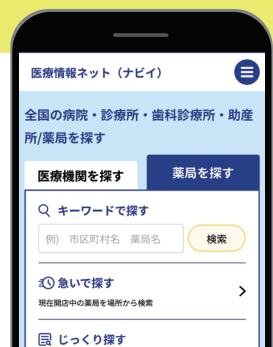 医療情報ネット（ナビイ）
全国の病院・診療所・歯科診療所・助産
所/薬局を探す
医療機関を探す
薬局を探す
キーワードで探す
例) 市区町村名 薬局名
検索
急いで探す
現在開店中の薬局を場所から検索
じっくり探す